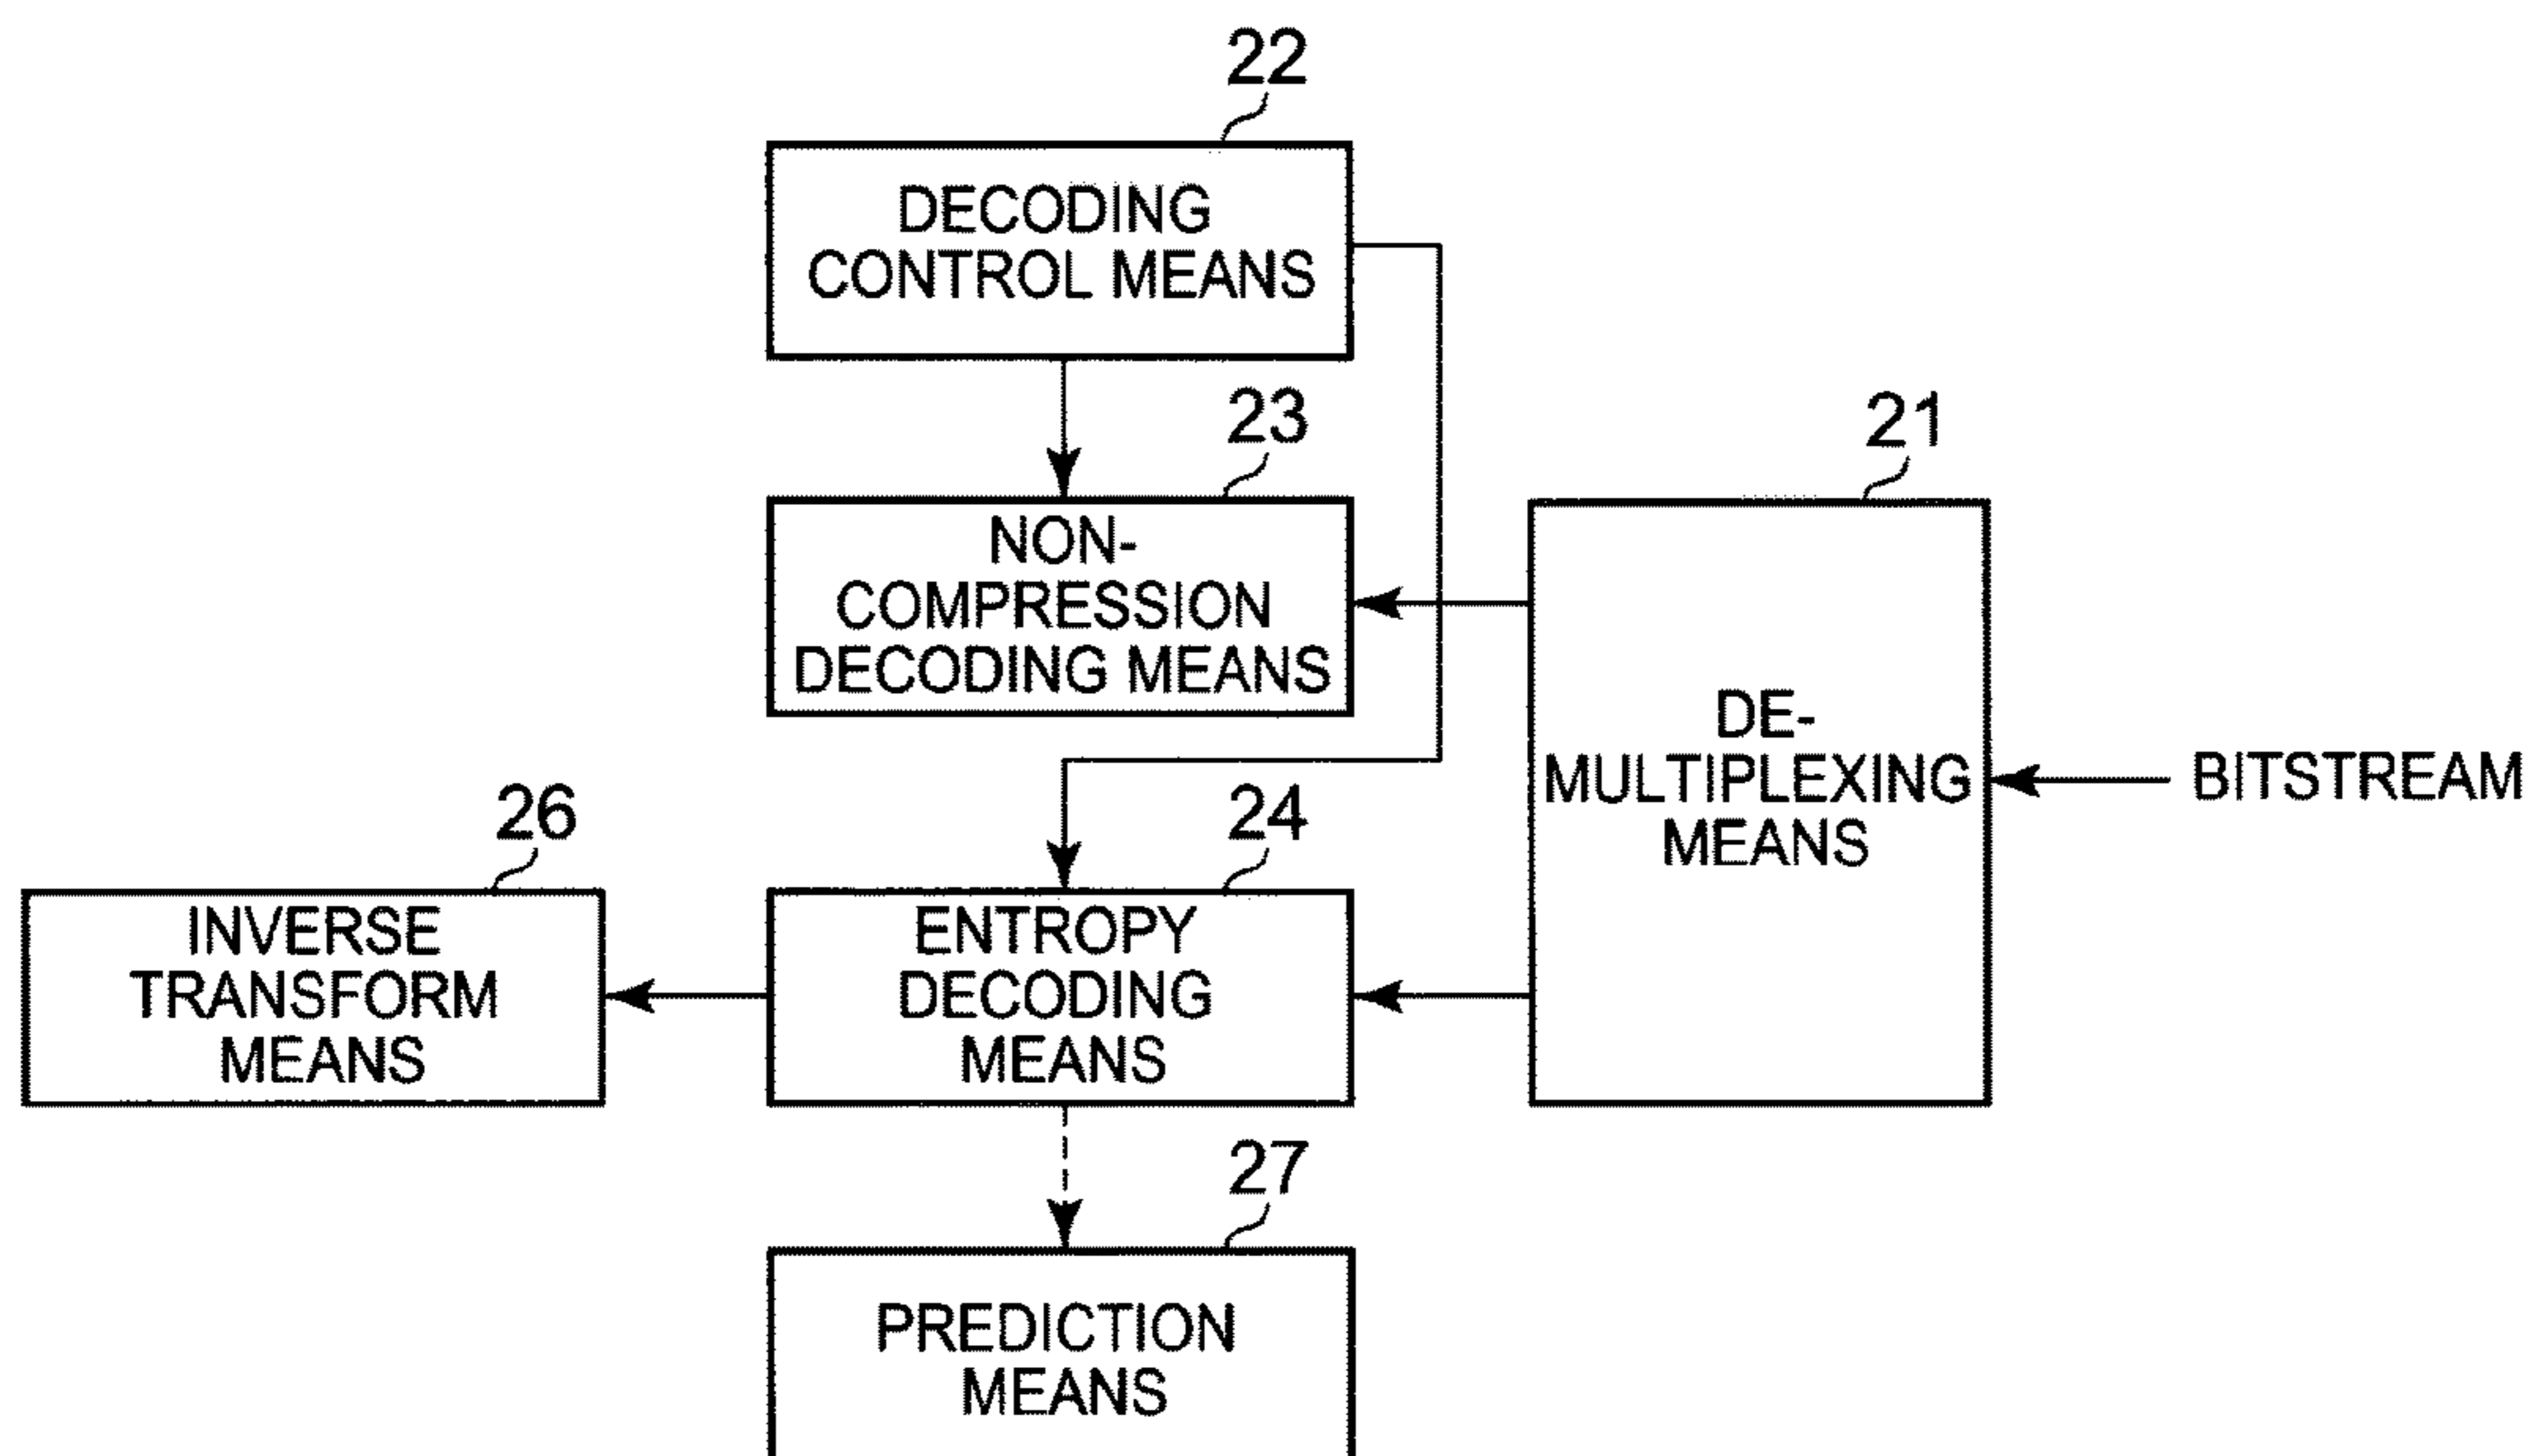 22
DECODING
CONTROL MEANS
23
NON-
COMPRESSION
DECODING MEANS
21
DE-
MULTIPLEXING
MEANS
BITSTREAM
26
INVERSE
TRANSFORM
MEANS
24
ENTROPY
DECODING
MEANS
27
PREDICTION
MEANS